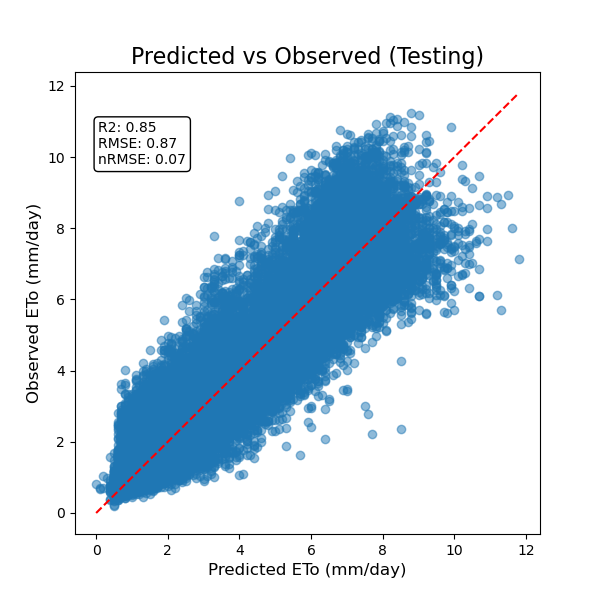 Predicted vs Observed (Testing)
12
R2: 0.85
RMSE: 0.87
nRMSE: 0.07
10
8
6
4
2
0
Observed ETo (mm/day)
0 2 4 6 8 10 12
Predicted ETo (mm/day)